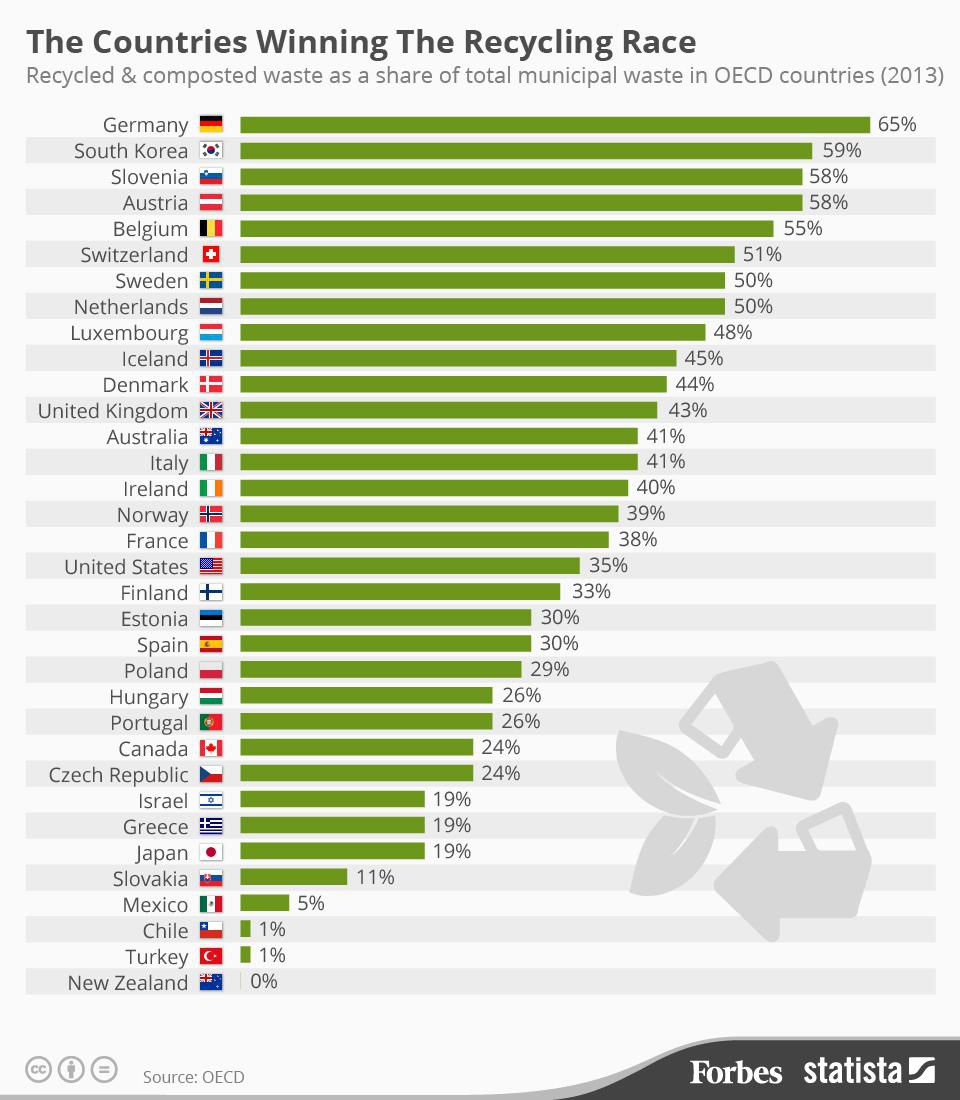 The Countries Winning The Recycling Race
Recycled & composted waste as a share of total municipal waste in OECD countries (2013)
Germany 65%
South Korea 59%
Slovenia 58%
Austria 58%
Belgium 55%
Switzerland 51%
Sweden 50%
Netherlands 50%
Luxembourg 48%
Iceland 45%
Denmark 44%
United Kingdom 43%
Australia 41%
Italy 41%
Ireland 40%
Norway 39%
France 38%
United States 35%
Finland 33%
Estonia 30%
Spain 30%
Poland 29%
Hungary 26%
Portugal 26%
Canada 24%
Czech Republic 24%
Israel 19%
Greece 19%
Japan 19%
Slovakia 11%
Mexico 5%
Chile 1%
Turkey 1%
New Zealand 0%
cc
Source: OECD
Forbes statista